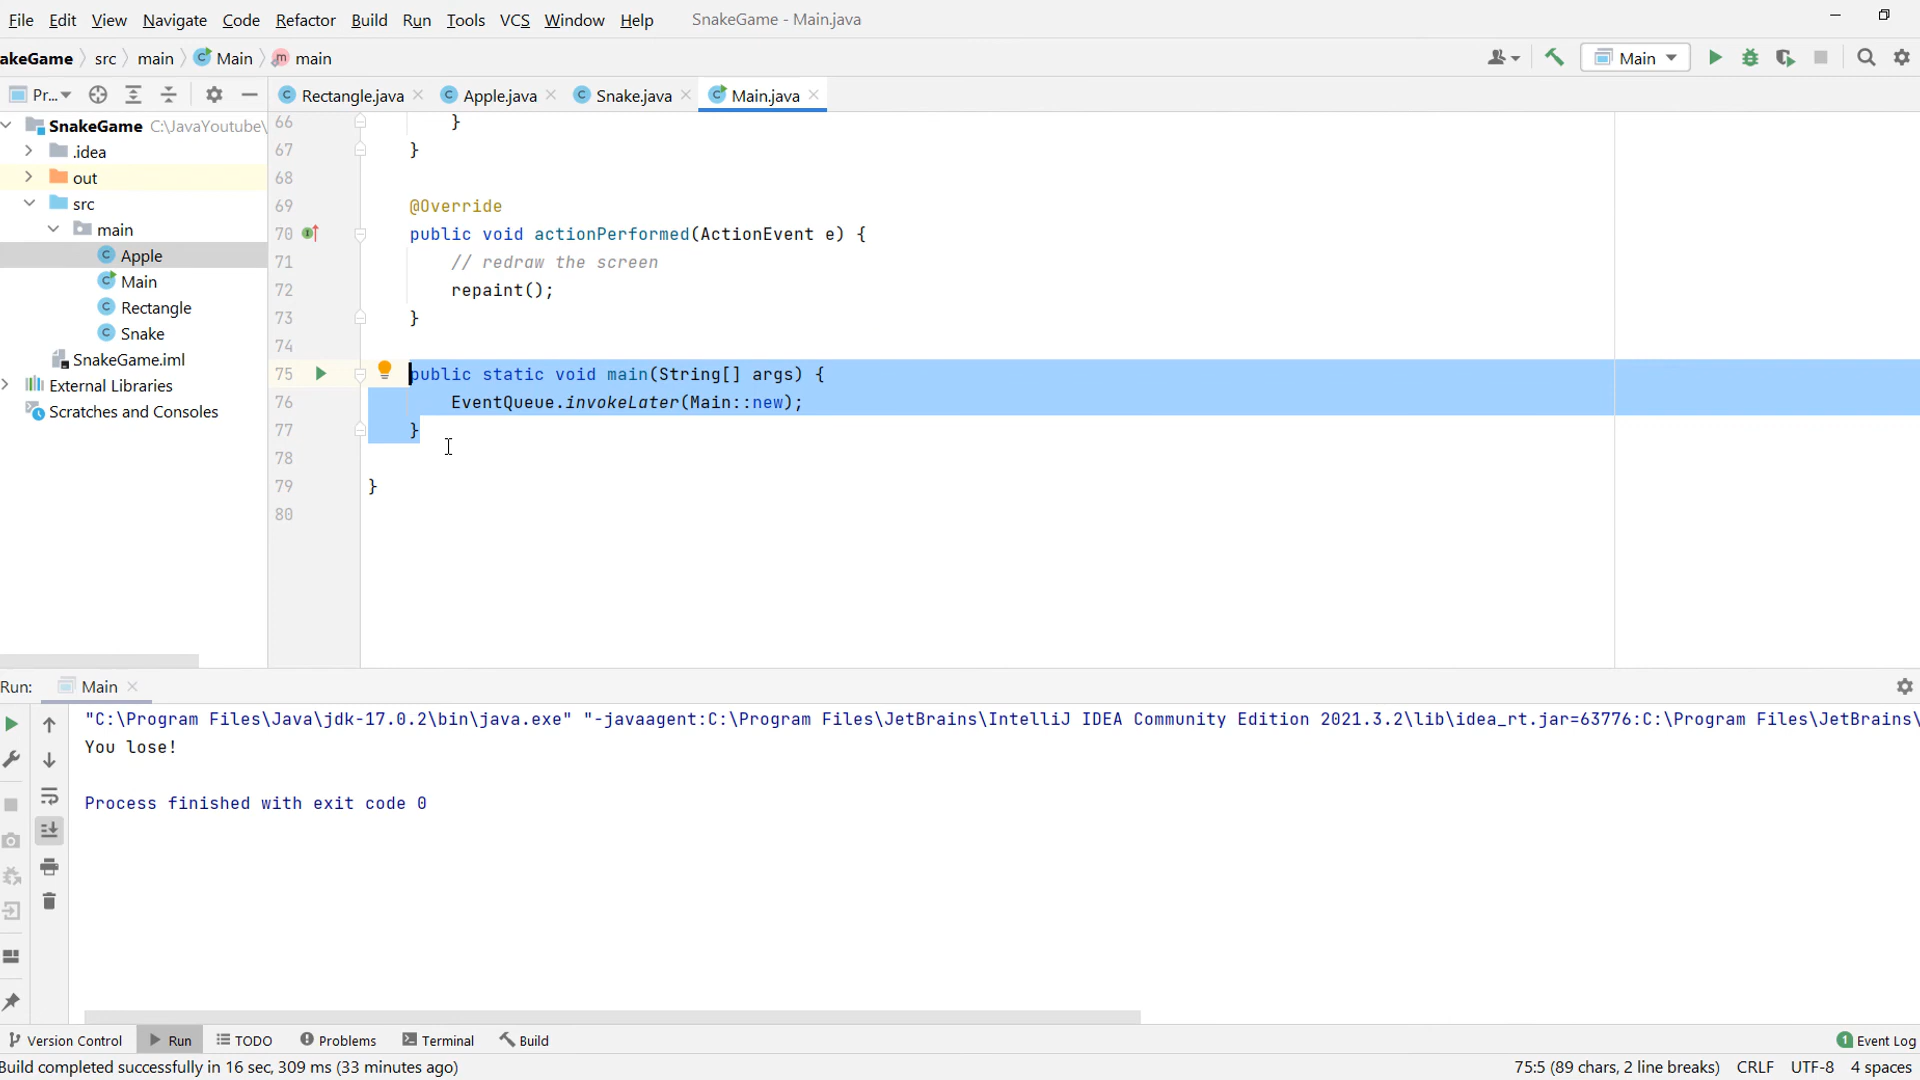 File Edit View Navigate Code Refactor Build Run Tools VCS Window Help SnakeGame - Main.java
akeGame src main Main main Main
Pr... Rectangle.java Apple.java Snake.java Main.java
SnakeGame C:\JavaYoutube\
.idea
out
src
main
Apple
Main
Rectangle
Snake
SnakeGame.iml
External Libraries
Scratches and Consoles
66 }
67 }
68
69 @Override
70 public void actionPerformed(ActionEvent e) {
71 // redraw the screen
72 repaint();
73 }
74
75 public static void main(String[] args) {
76 EventQueue.invokeLater(Main::new);
77 }
78
79 }
80
Run: Main
"C:\Program Files\Java\jdk-17.0.2\bin\java.exe" "-javaagent:C:\Program Files\JetBrains\IntelliJ IDEA Community Edition 2021.3.2\lib\idea_rt.jar=63776:C:\Program Files\JetBrains\
You lose!
Process finished with exit code 0
Version Control Run TODO Problems Terminal Build 1 Event Log
Build completed successfully in 16 sec, 309 ms (33 minutes ago) 75:5 (89 chars, 2 line breaks) CRLF UTF-8 4 spaces